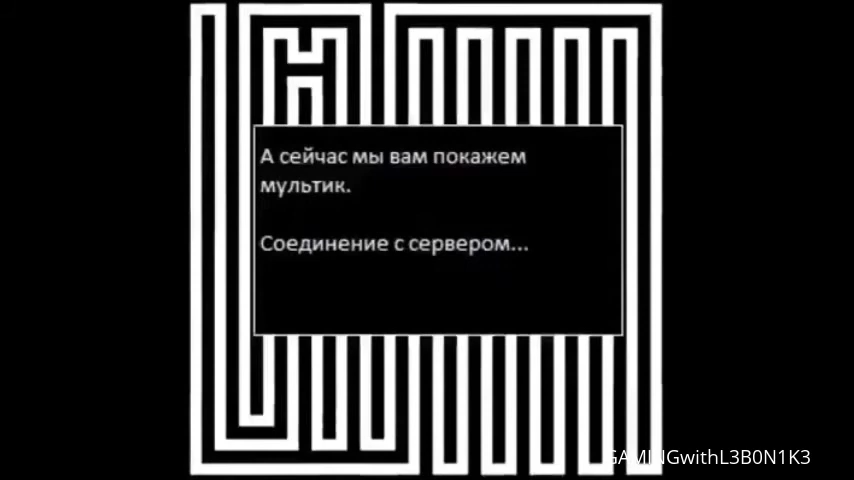 А сейчас мы вам покажем
мультик.
Соединение с сервером...
GAMINGwithL3B0N1K3